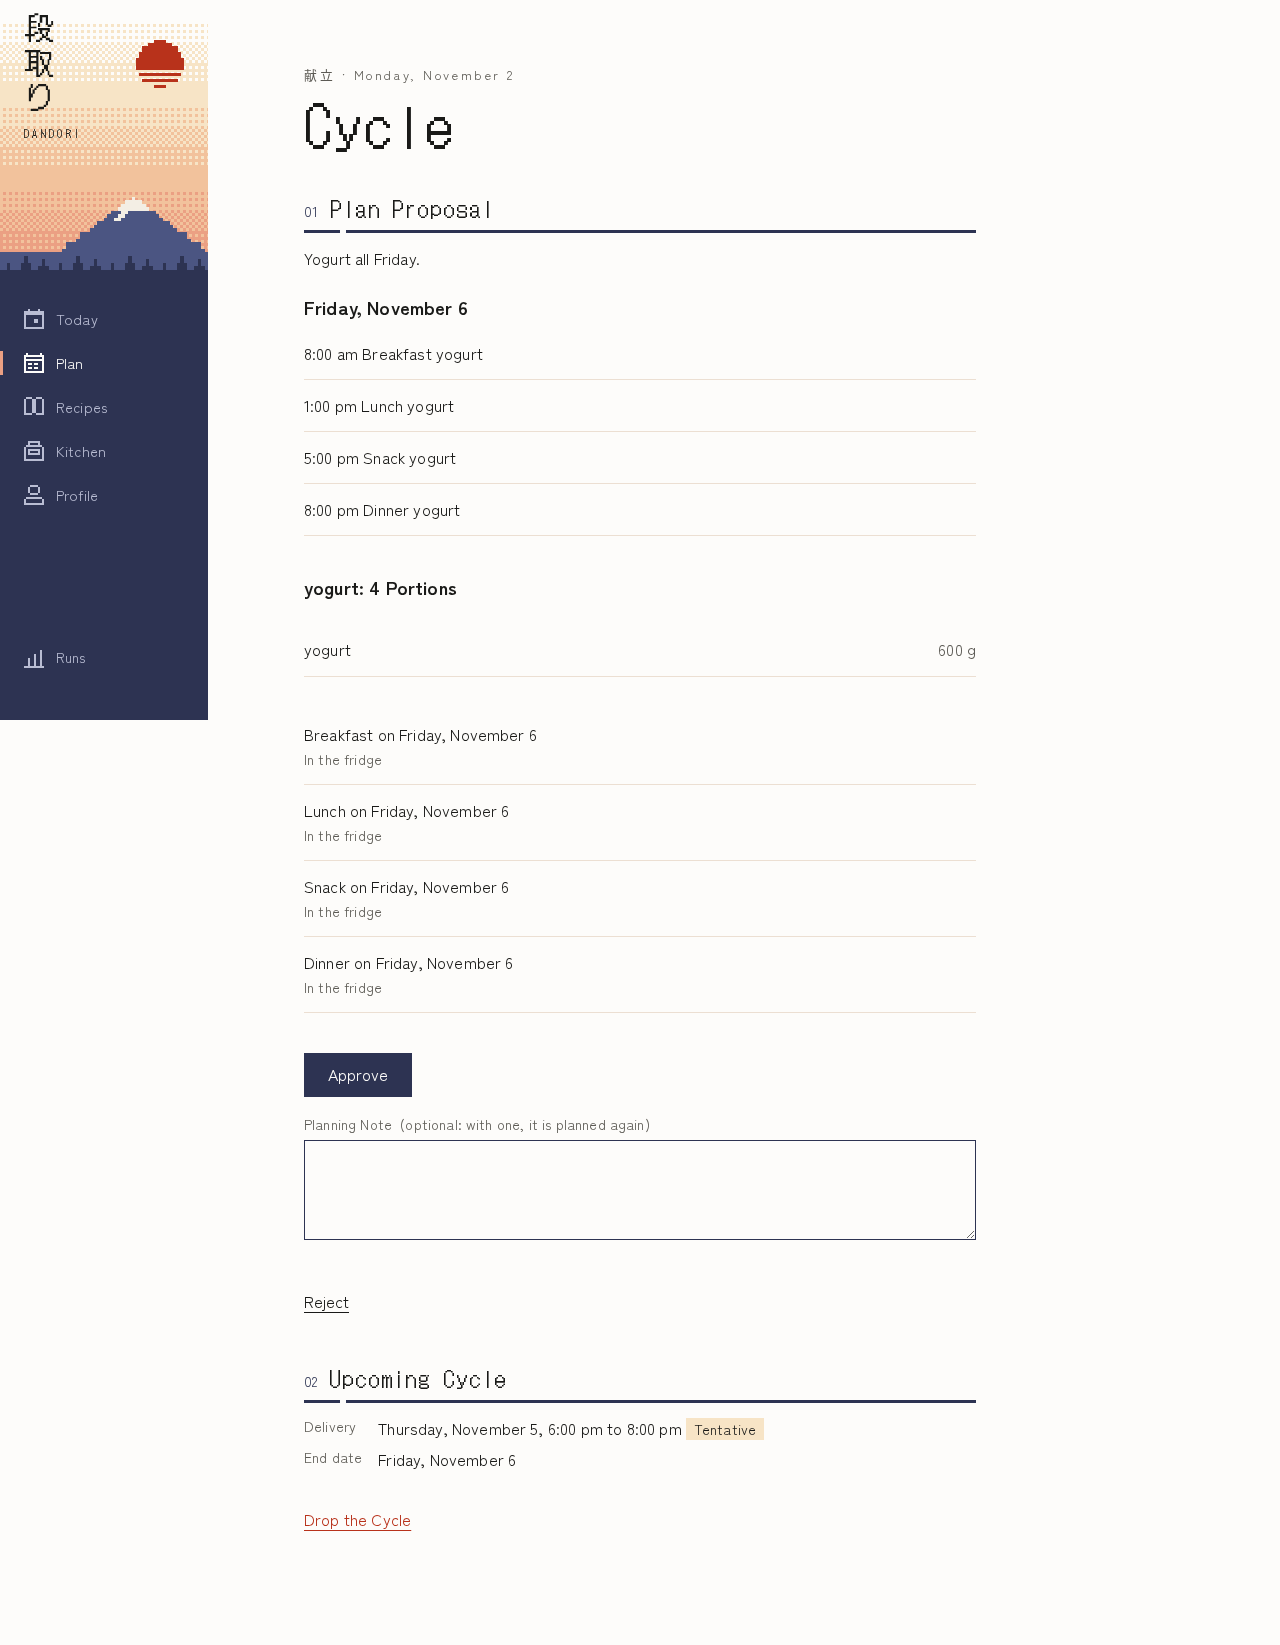 段取り
DANDORI
Today
Plan
Recipes
Kitchen
Profile
Runs
献立 · Monday, November 2
Cycle
01 Plan Proposal
Yogurt all Friday.
Friday, November 6
8:00 am Breakfast yogurt
1:00 pm Lunch yogurt
5:00 pm Snack yogurt
8:00 pm Dinner yogurt
yogurt: 4 Portions
yogurt 600 g
Breakfast on Friday, November 6
In the fridge
Lunch on Friday, November 6
In the fridge
Snack on Friday, November 6
In the fridge
Dinner on Friday, November 6
In the fridge
Approve
Planning Note (optional: with one, it is planned again)
Reject
02 Upcoming Cycle
Delivery Thursday, November 5, 6:00 pm to 8:00 pm Tentative
End date Friday, November 6
Drop the Cycle